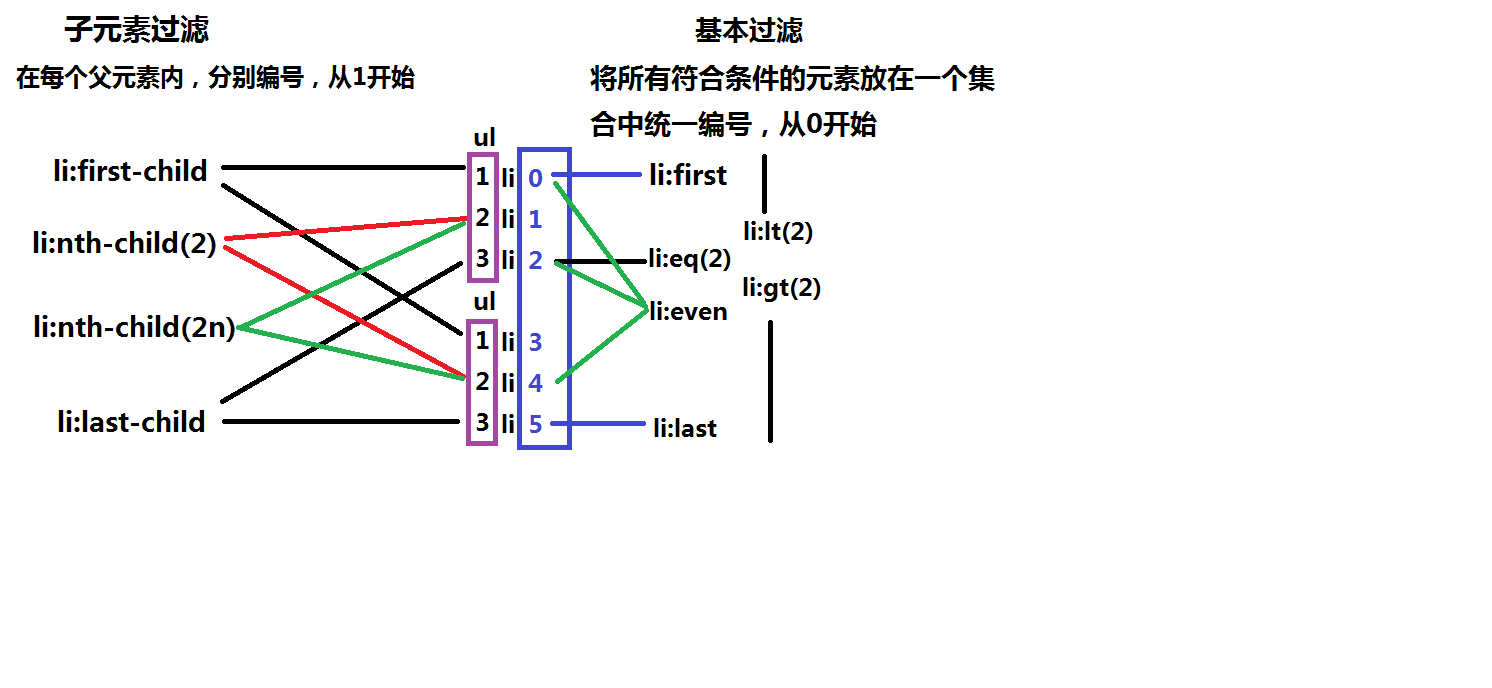 子元素过滤
在每个父元素内，分别编号，从1开始
基本过滤
将所有符合条件的元素放在一个集
合中统一编号，从0开始
li:first-child
li:nth-child(2)
li:nth-child(2n)
li:last-child
ul
1 li 0
2 li 1
3 li 2
ul
1 li 3
2 li 4
3 li 5
li:first
li:lt(2)
li:eq(2)
li:gt(2)
li:even
li:last